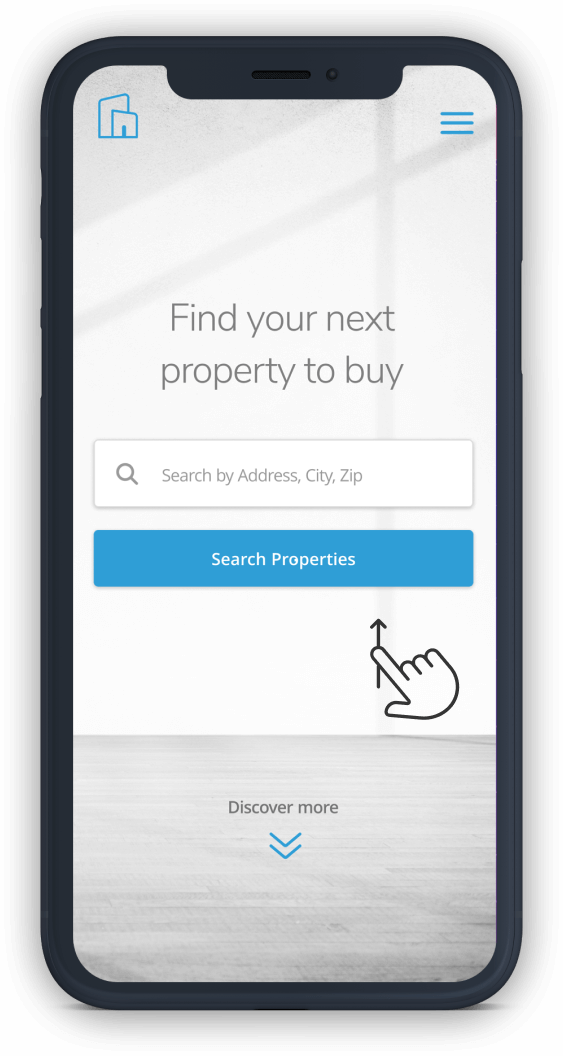 Find your next
property to buy
Search by Address, City, Zip
Search Properties
Discover more